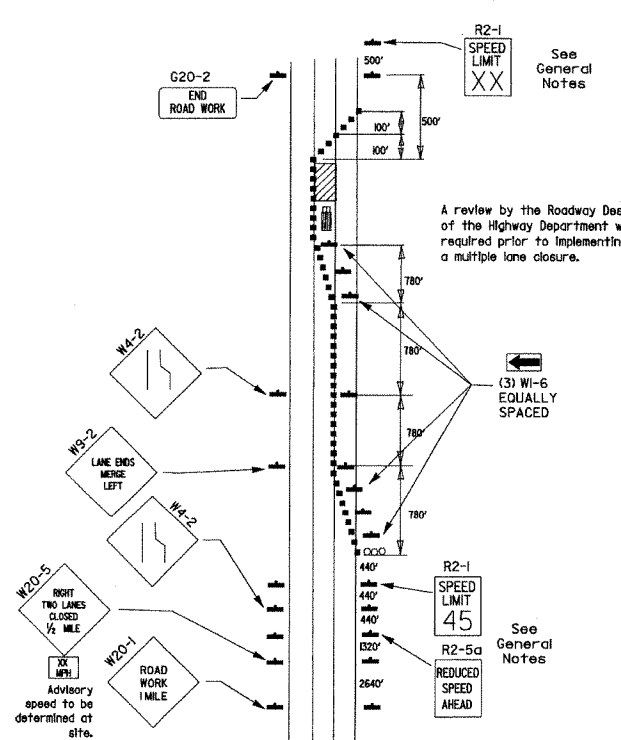 R2-1
SPEED
LIMIT
XX
See
General
Notes
500'
G20-2
END
ROAD WORK
500'
100'
100'
A review by the Roadway Des
of the Highway Department w
required prior to implementin
a multiple lane closure.
780'
780'
W4-2
(3) W1-6
EQUALLY
SPACED
780'
W9-2
LANE ENDS
MERGE
LEFT
780'
W4-2
440'
R2-1
SPEED
LIMIT
45
440'
440'
See
General
Notes
W20-5
RIGHT
TWO LANES
CLOSED
1/2 MILE
XX
MPH
Advisory
speed to be
determined at
site.
1320'
R2-5a
REDUCED
SPEED
AHEAD
W20-1
ROAD
WORK
1 MILE
2640'